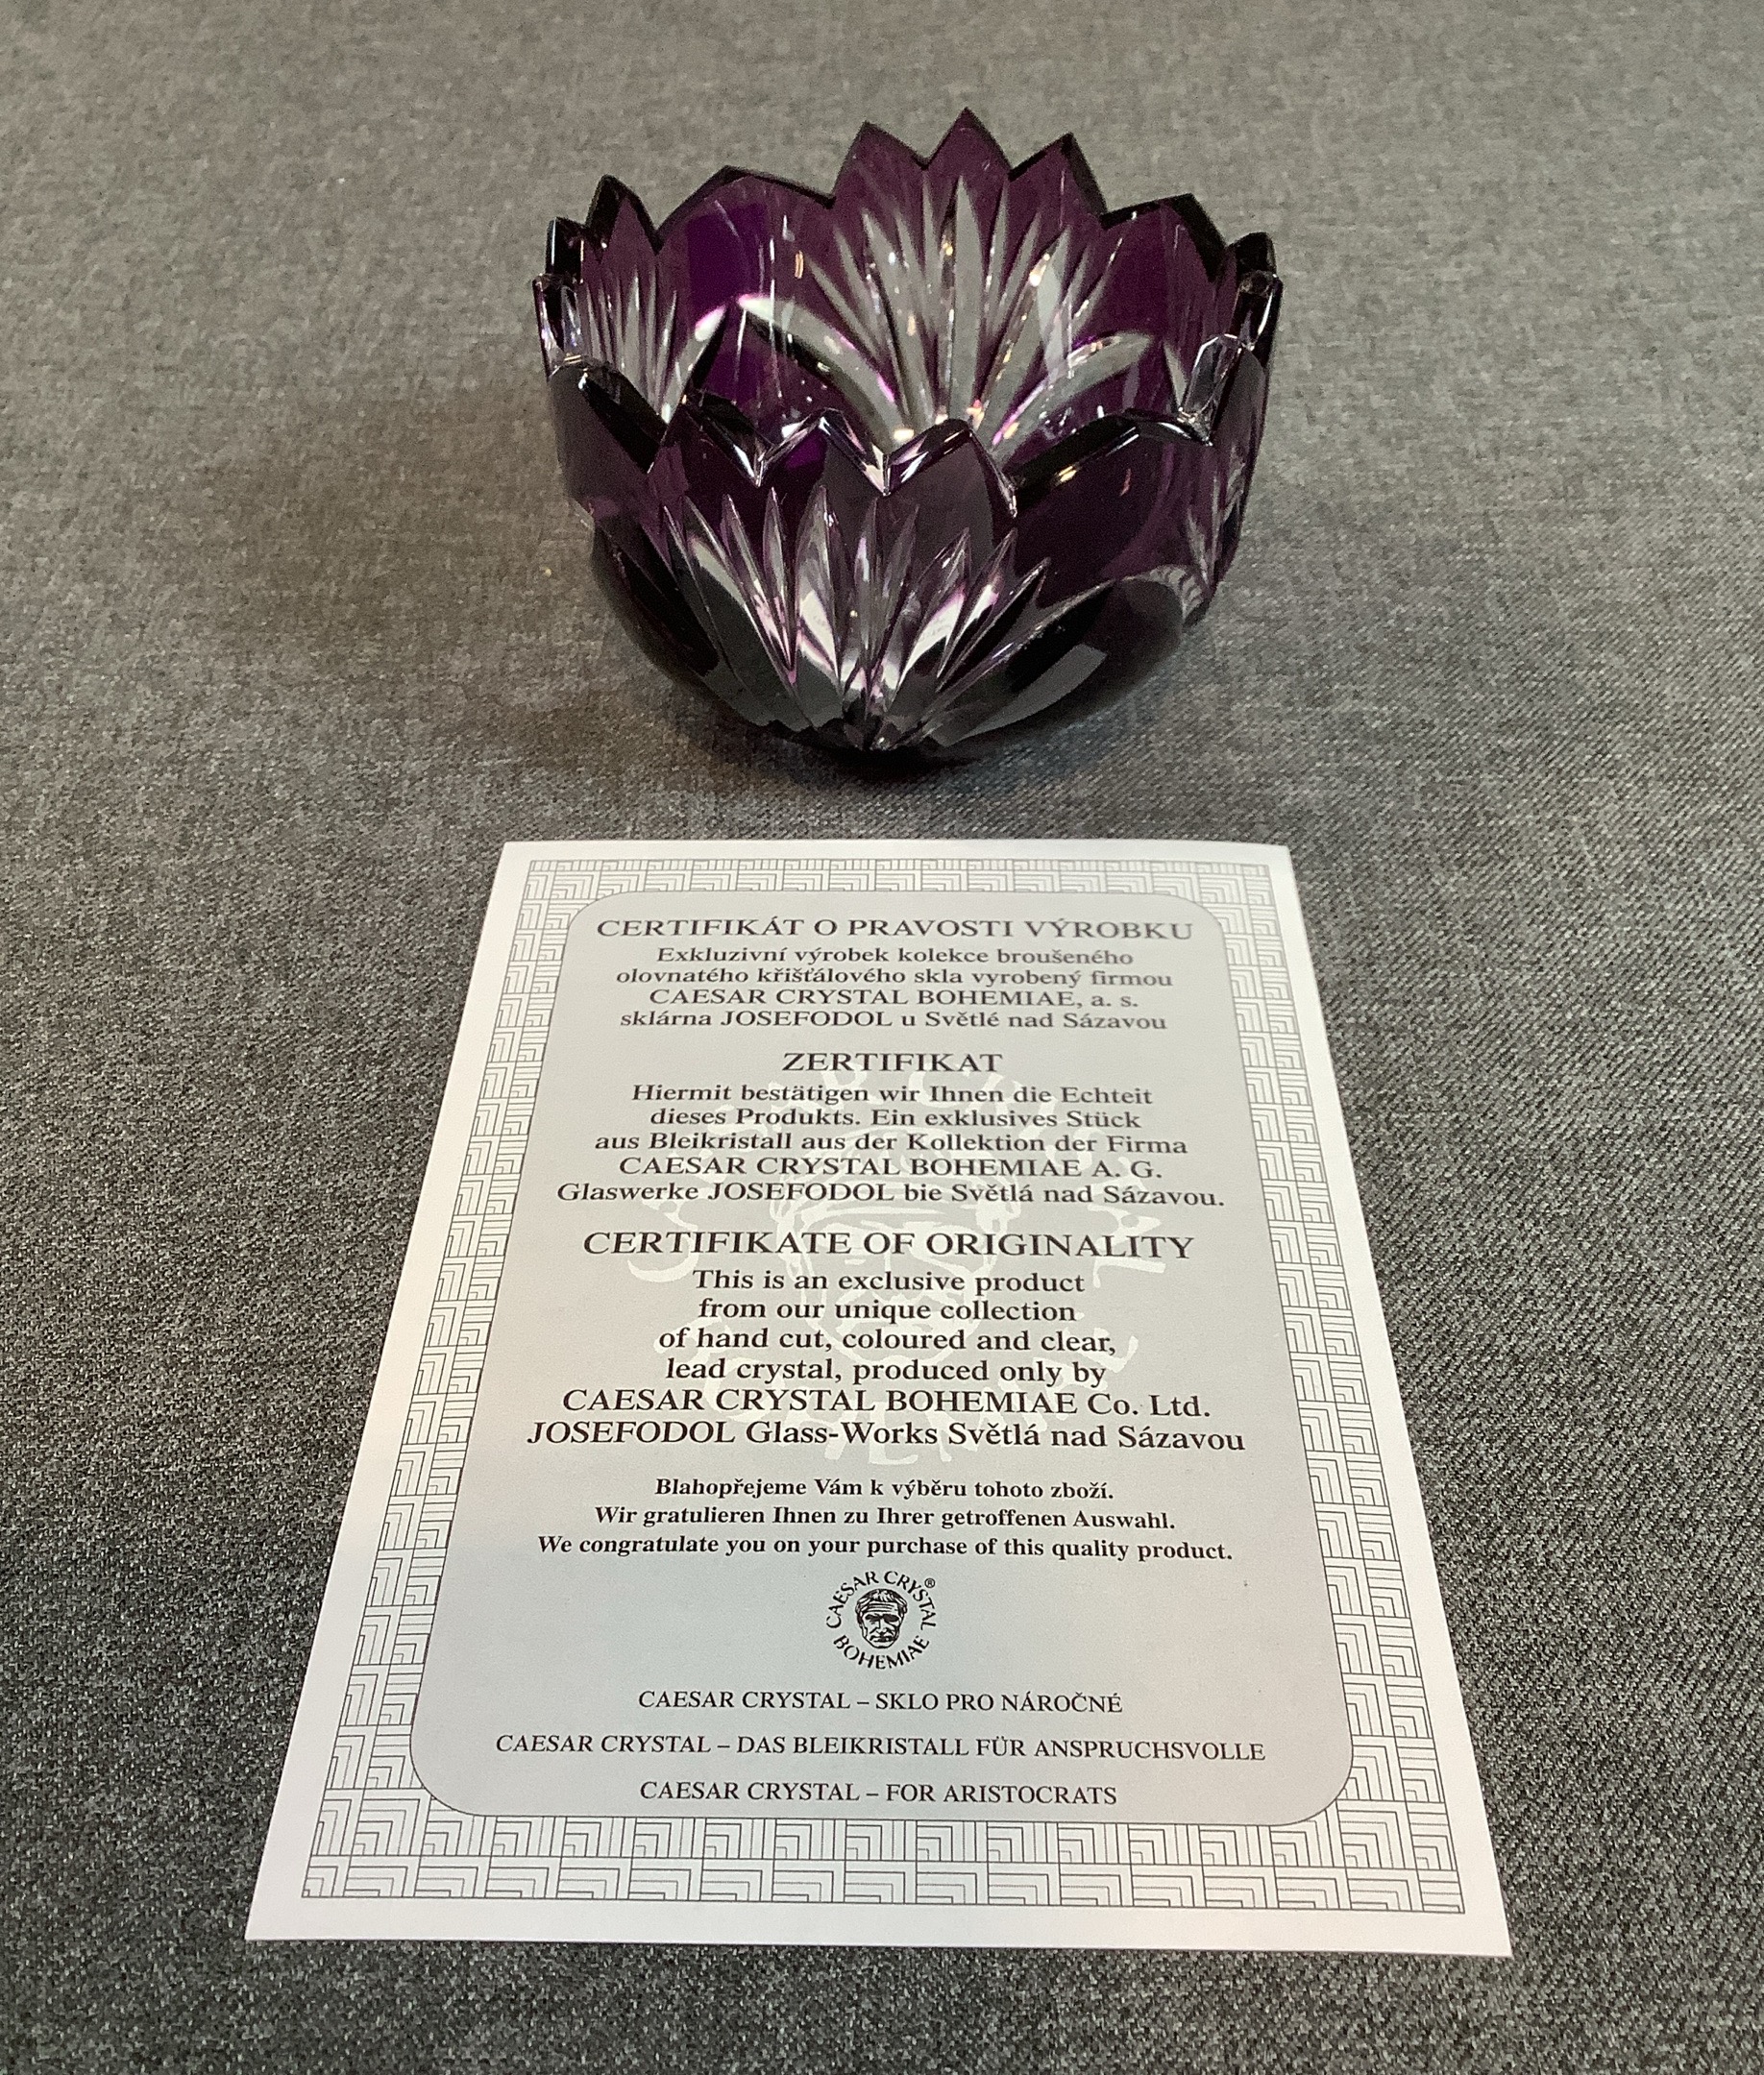 CERTIFIKÁT O PRAVOSTI VÝROBKU
Exkluzivní výrobek kolekce broušeného
olovnatého křišťálového skla vyrobený firmou
CAESAR CRYSTAL BOHEMIAE, a. s.
sklárna JOSEFODOL u Světlé nad Sázavou
ZERTIFIKAT
Hiermit bestätigen wir Ihnen die Echteit
dieses Produkts. Ein exklusives Stück
aus Bleikristall aus der Kollektion der Firma
CAESAR CRYSTAL BOHEMIAE A. G.
Glaswerke JOSEFODOL bie Světlá nad Sázavou.
CERTIFIKATE OF ORIGINALITY
This is an exclusive product
from our unique collection
of hand cut, coloured and clear,
lead crystal, produced only by
CAESAR CRYSTAL BOHEMIAE Co. Ltd.
JOSEFODOL Glass-Works Světlá nad Sázavou
Blahopřejeme Vám k výběru tohoto zboží.
Wir gratulieren Ihnen zu Ihrer getroffenen Auswahl.
We congratulate you on your purchase of this quality product.
CAESAR CRYSTAL®
BOHEMIAE
CAESAR CRYSTAL – SKLO PRO NÁROČNÉ
CAESAR CRYSTAL – DAS BLEIKRISTALL FÜR ANSPRUCHSVOLLE
CAESAR CRYSTAL – FOR ARISTOCRATS